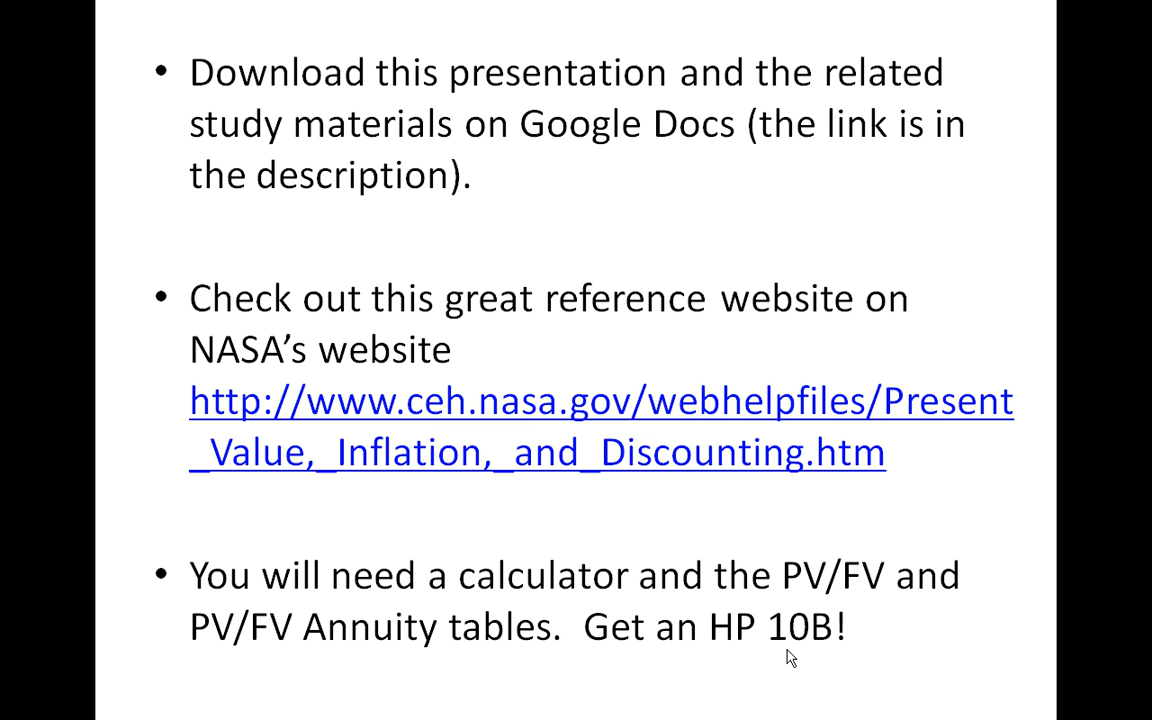 • Download this presentation and the related
study materials on Google Docs (the link is in
the description).
• Check out this great reference website on
NASA’s website
http://www.ceh.nasa.gov/webhelpfiles/Present
_Value,_Inflation,_and_Discounting.htm
• You will need a calculator and the PV/FV and
PV/FV Annuity tables.  Get an HP 10B!